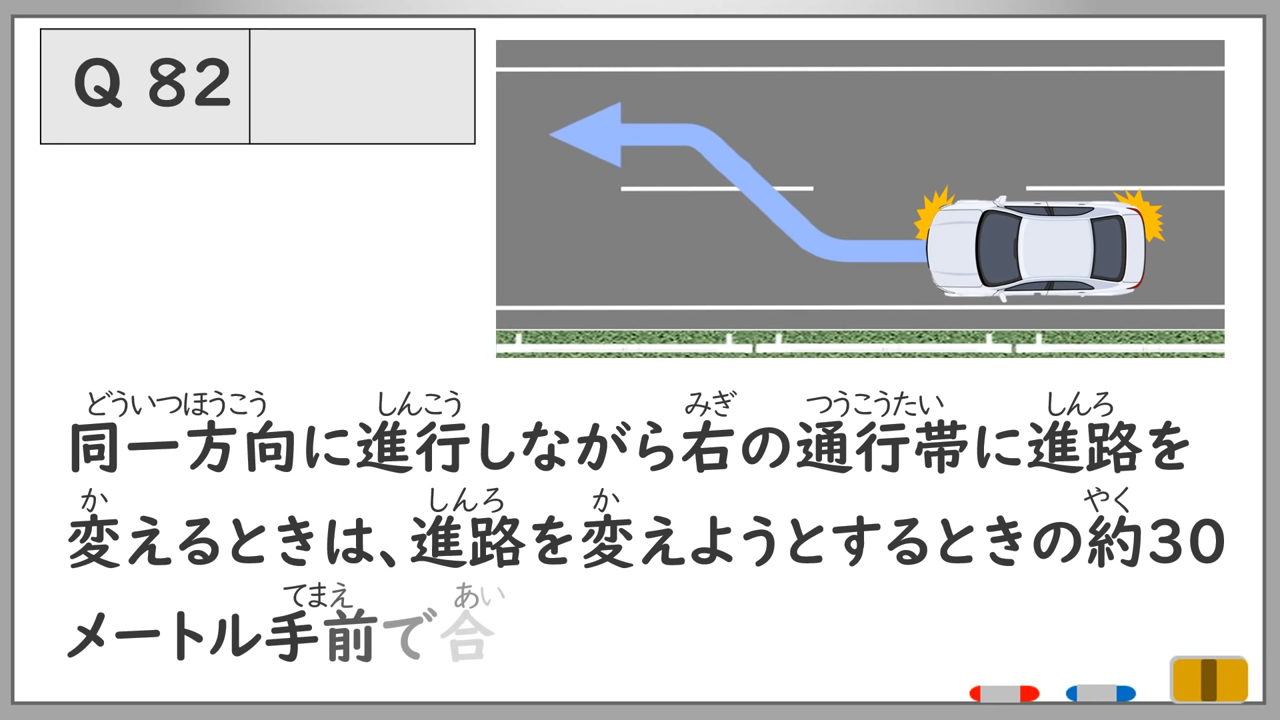 Q 82
どういつほうこう しんこう みぎ つうこうたい しんろ
同一方向に進行しながら右の通行帯に進路を
か しんろ か やく
変えるときは、進路を変えようとするときの約30
てまえ あい
メートル手前で合